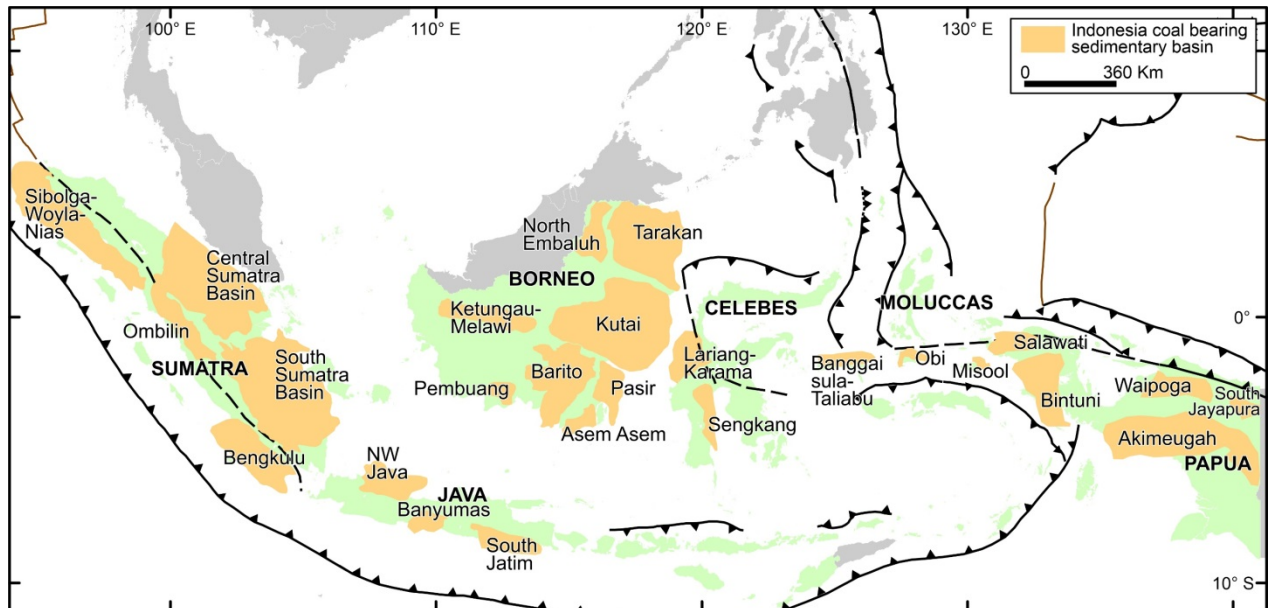 100° E
110° E
120° E
130° E
Indonesia coal bearing
sedimentary basin
0
360 Km
Sibolga-
Woyla-
Nias
Central
Sumatra
Basin
Ombilin
SUMATRA
South
Sumatra
Basin
Bengkulu
North
Embaluh
Tarakan
BORNEO
Ketungau-
Melawi
Kutai
Pembuang
Barito
Pasir
Asem Asem
NW
Java
JAVA
Banyumas
South
Jatim
CELEBES
Lariang-
Karama
Sengkang
MOLUCCAS
Banggai
sula-
Taliabu
Obi
Misool
Salawati
Bintuni
Waipoga
South
Jayapura
Akimeugah
PAPUA
0°
10° S